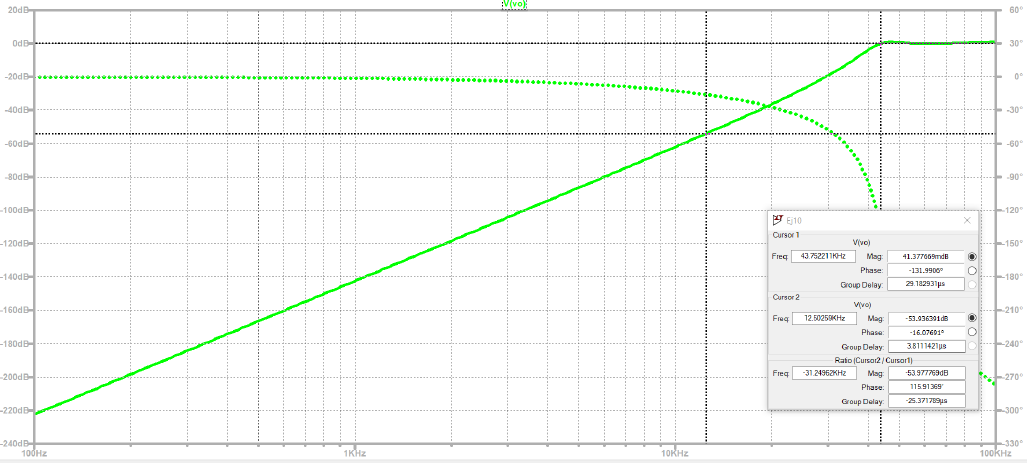 V(vo)
20dB 60°
0dB 30°
-20dB 0°
-40dB -30°
-60dB -60°
-80dB -90°
-100dB -120°
-120dB -150°
-140dB -180°
-160dB -210°
-180dB -240°
-200dB -270°
-220dB -300°
-240dB -330°
100Hz 1KHz 10KHz 100KHz
Ej10
Cursor 1
V(vo)
Freq: 43.752211KHz Mag: 41.377669mdB
Phase: -131.9906°
Group Delay: 29.182931µs
Cursor 2
V(vo)
Freq: 12.50259KHz Mag: -53.936391dB
Phase: -16.07691°
Group Delay: 3.8111421µs
Ratio (Cursor2 / Cursor1)
Freq: -31.24962KHz Mag: -53.977769dB
Phase: 115.91369°
Group Delay: -25.371789µs